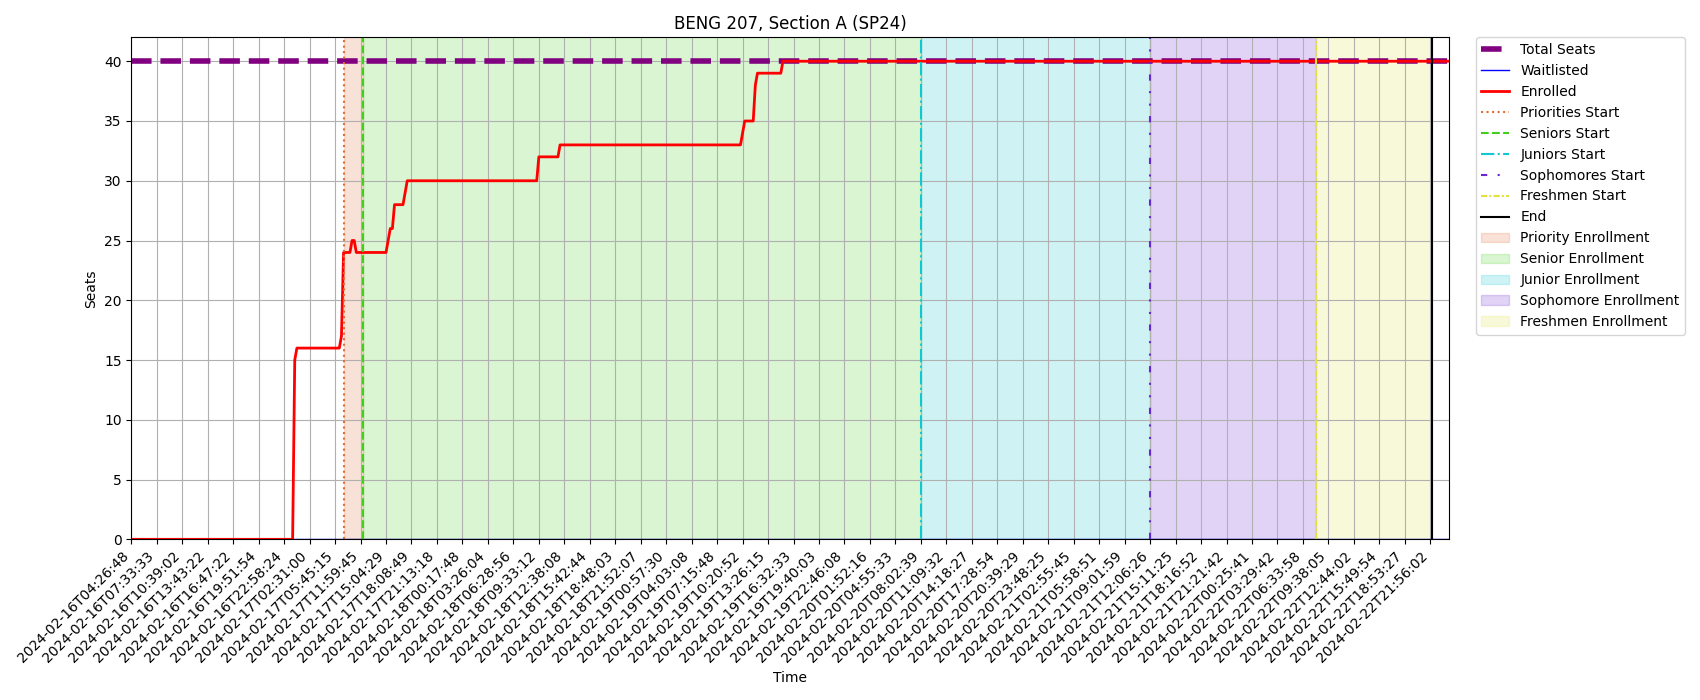 BENG 207, Section A (SP24)
Seats
40
35
30
25
20
15
10
5
0
2024-02-16T04:26:48
2024-02-16T07:33:33
2024-02-16T10:39:02
2024-02-16T13:43:22
2024-02-16T16:47:22
2024-02-16T19:51:54
2024-02-16T22:58:24
2024-02-17T02:31:00
2024-02-17T05:45:15
2024-02-17T11:59:45
2024-02-17T15:04:29
2024-02-17T18:08:49
2024-02-17T21:13:18
2024-02-18T00:17:48
2024-02-18T03:26:04
2024-02-18T06:28:56
2024-02-18T09:33:12
2024-02-18T12:38:08
2024-02-18T15:42:44
2024-02-18T18:48:03
2024-02-18T21:52:07
2024-02-19T00:57:30
2024-02-19T04:03:08
2024-02-19T07:15:48
2024-02-19T10:20:52
2024-02-19T13:26:15
2024-02-19T16:32:33
2024-02-19T19:40:03
2024-02-19T22:46:08
2024-02-20T01:52:16
2024-02-20T04:55:33
2024-02-20T08:02:39
2024-02-20T11:09:32
2024-02-20T14:18:27
2024-02-20T17:28:54
2024-02-20T20:39:29
2024-02-20T23:48:25
2024-02-21T02:55:45
2024-02-21T05:58:51
2024-02-21T09:01:59
2024-02-21T12:06:26
2024-02-21T15:11:25
2024-02-21T18:16:52
2024-02-21T21:21:42
2024-02-22T00:25:41
2024-02-22T03:29:42
2024-02-22T06:33:58
2024-02-22T09:38:05
2024-02-22T12:44:02
2024-02-22T15:49:54
2024-02-22T18:53:27
2024-02-22T21:56:02
Time
Total Seats
Waitlisted
Enrolled
Priorities Start
Seniors Start
Juniors Start
Sophomores Start
Freshmen Start
End
Priority Enrollment
Senior Enrollment
Junior Enrollment
Sophomore Enrollment
Freshmen Enrollment